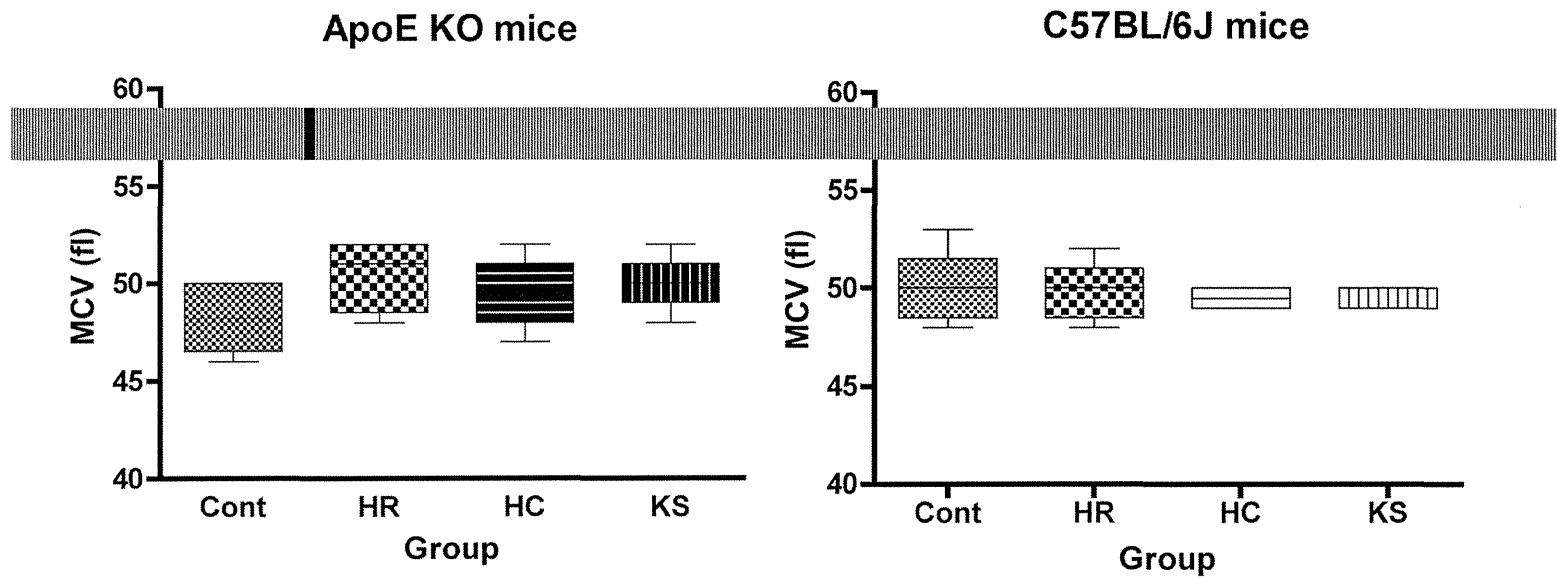 ApoE KO mice
60
55
50
45
40
MCV (fl)
Cont HR HC KS
Group
C57BL/6J mice
60
55
50
45
40
MCV (fl)
Cont HR HC KS
Group